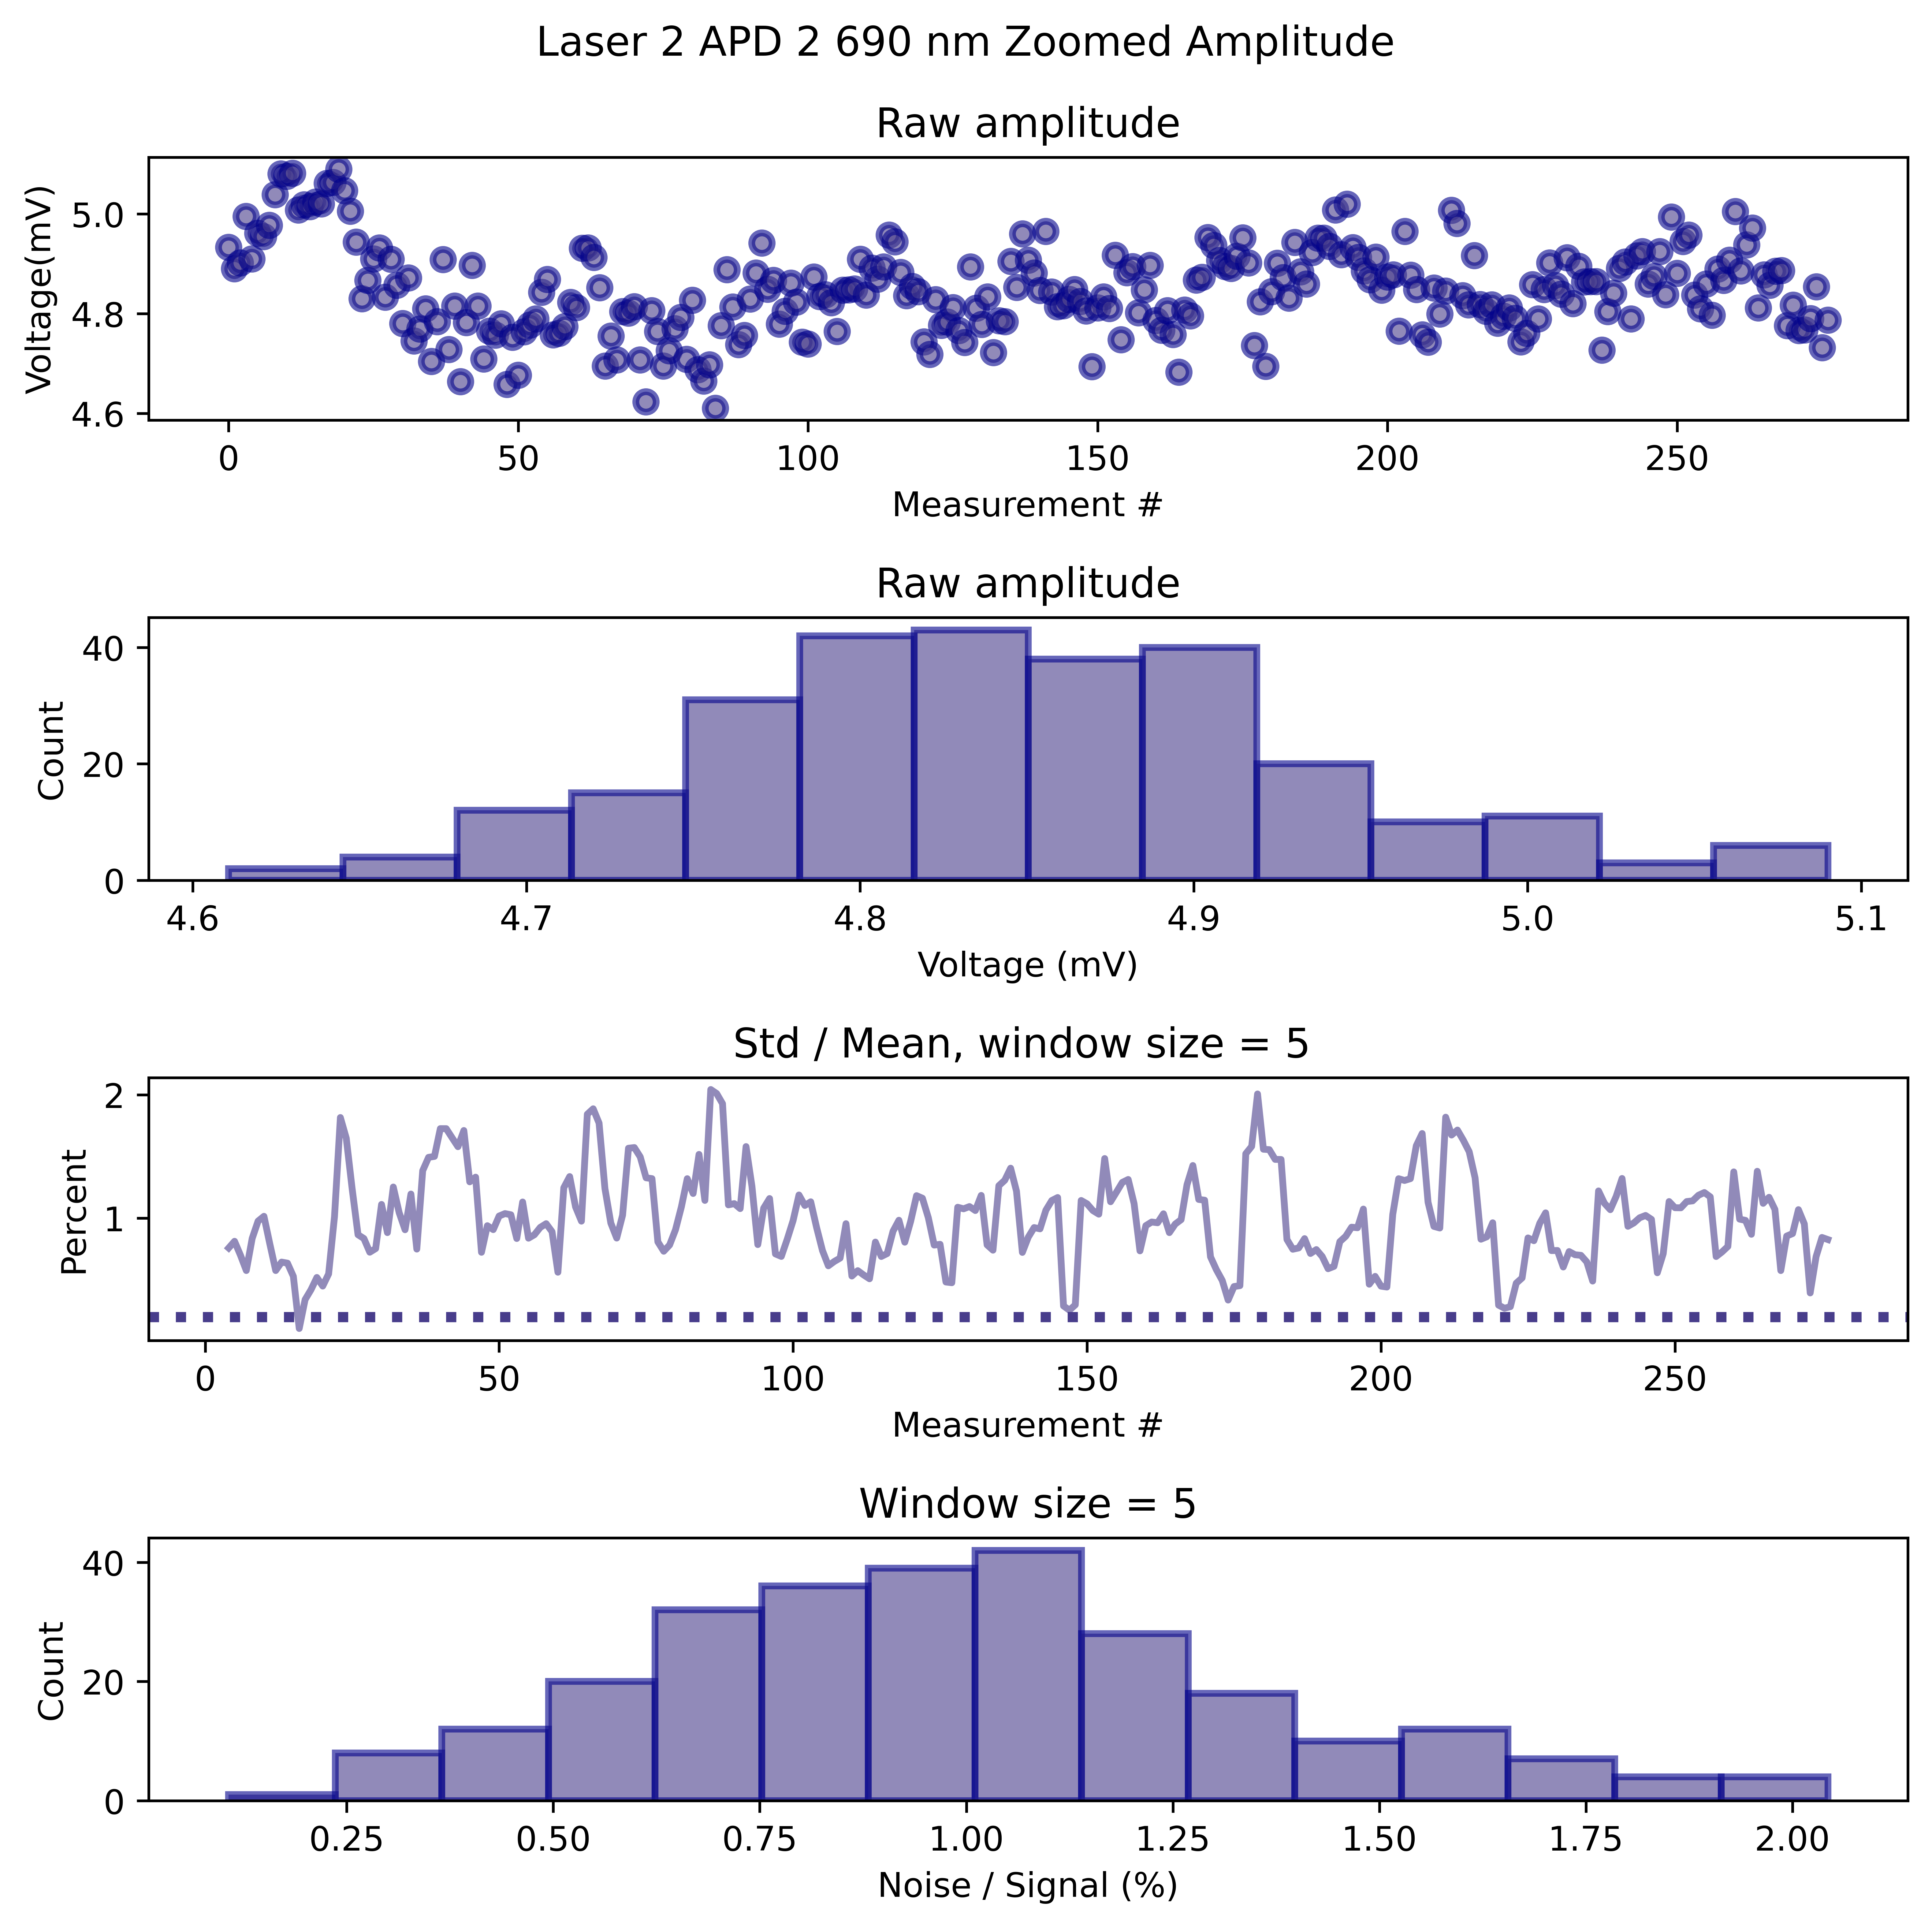 Laser 2 APD 2 690 nm Zoomed Amplitude
Raw amplitude
Voltage(mV)
5.0
4.8
4.6
0 50 100 150 200 250
Measurement #
Raw amplitude
Count
40
20
0
4.6 4.7 4.8 4.9 5.0 5.1
Voltage (mV)
Std / Mean, window size = 5
Percent
2
1
0 50 100 150 200 250
Measurement #
Window size = 5
Count
40
20
0
0.25 0.50 0.75 1.00 1.25 1.50 1.75 2.00
Noise / Signal (%)